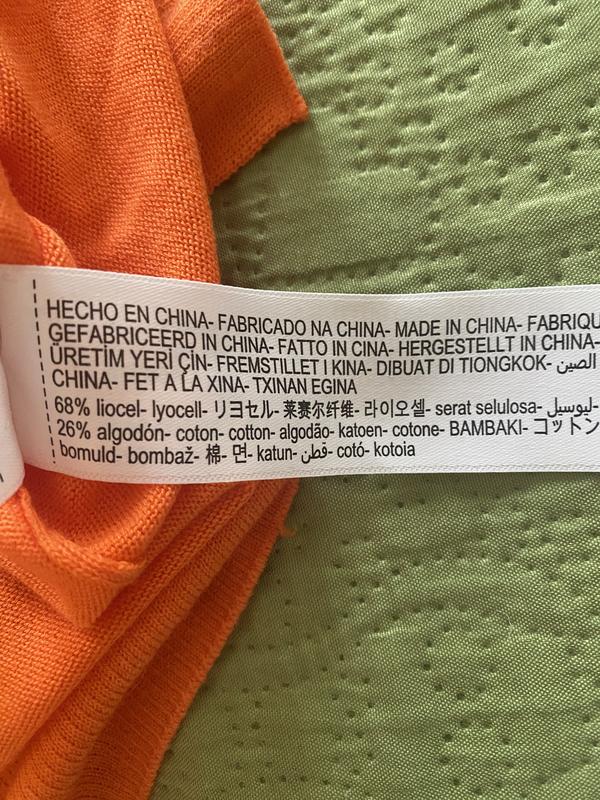 HECHO EN CHINA- FABRICADO NA CHINA- MADE IN CHINA- FABRIQU
GEFABRICEERD IN CHINA- FATTO IN CINA- HERGESTELLT IN CHINA-
ÜRETİM YERİ ÇİN- FREMSTILLET I KINA- DIBUAT DI TIONGKOK- الصين
CHINA- FET A LA XINA- TXINAN EGINA
68% liocel- lyocell- リヨセル- 莱赛尔纤维- 라이오셀- serat selulosa- ليوسيل-
26% algodón- coton- cotton- algodão- katoen- cotone- BAMBAKI- コットン
bomuld- bombaž- 棉- 면- katun- قطن- cotó- kotoia